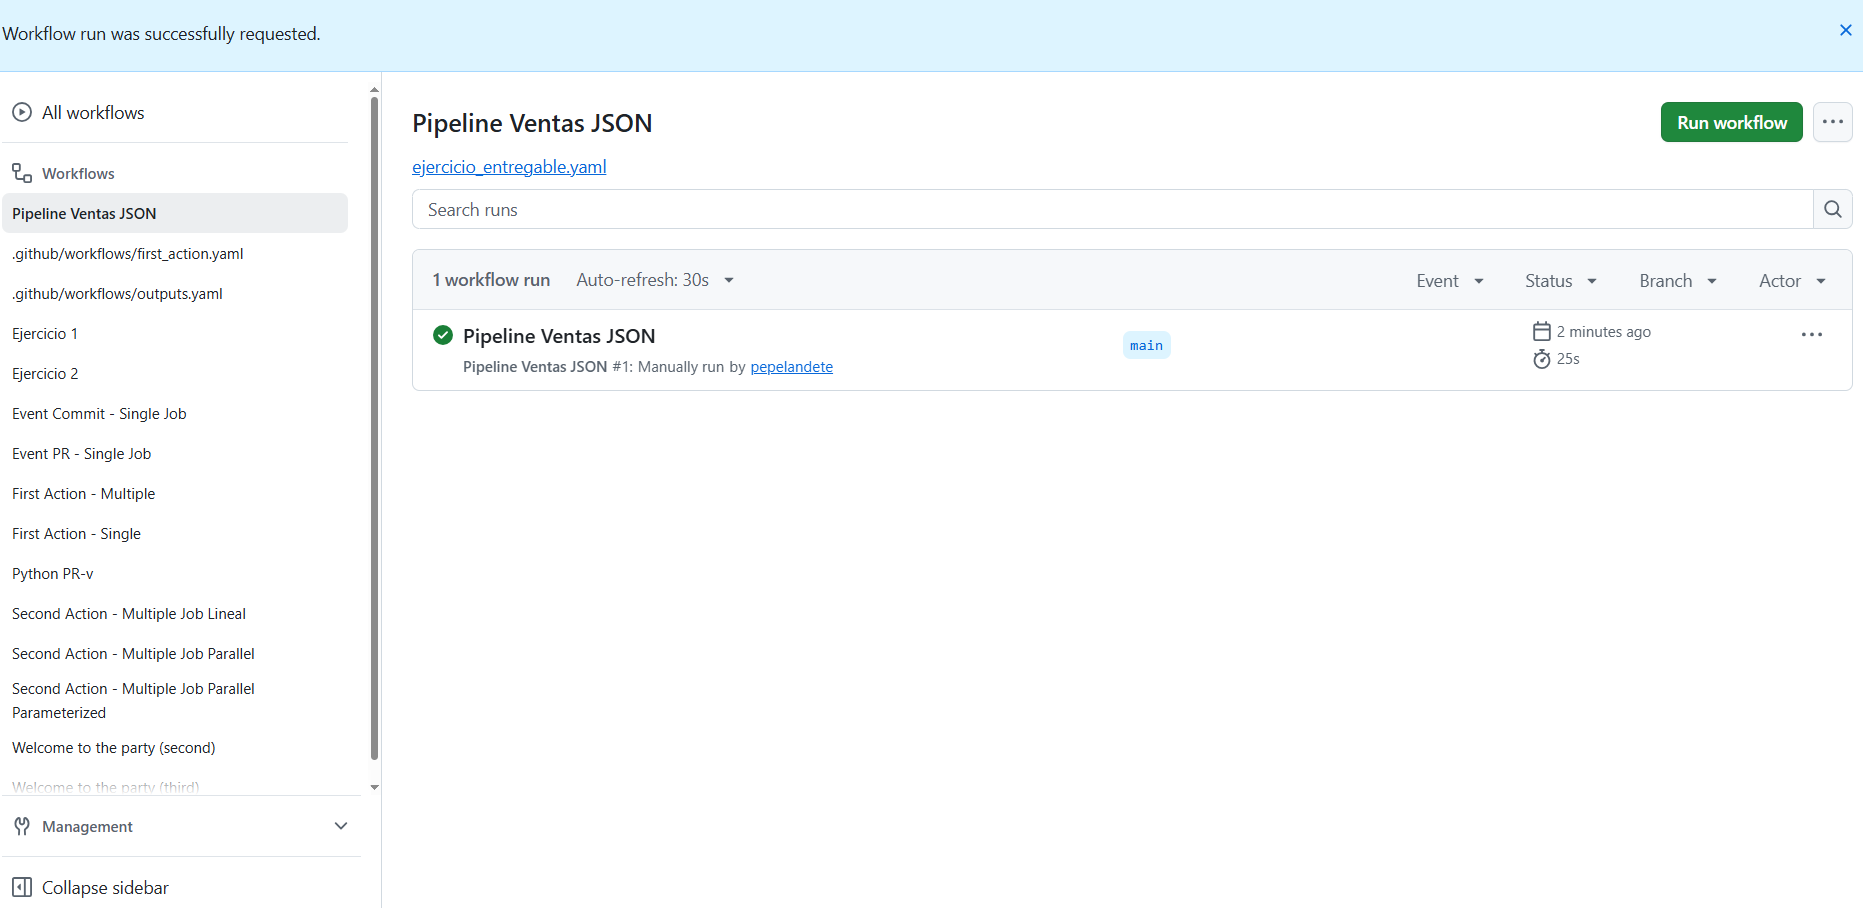 Workflow run was successfully requested.
All workflows
Workflows
Pipeline Ventas JSON
.github/workflows/first_action.yaml
.github/workflows/outputs.yaml
Ejercicio 1
Ejercicio 2
Event Commit - Single Job
Event PR - Single Job
First Action - Multiple
First Action - Single
Python PR-v
Second Action - Multiple Job Lineal
Second Action - Multiple Job Parallel
Second Action - Multiple Job Parallel
Parameterized
Welcome to the party (second)
Welcome to the party (third)
Management
Collapse sidebar
Pipeline Ventas JSON
Run workflow
ejercicio_entregable.yaml
Search runs
1 workflow run Auto-refresh: 30s Event Status Branch Actor
Pipeline Ventas JSON
Pipeline Ventas JSON #1: Manually run by pepelandete
main
2 minutes ago
25s